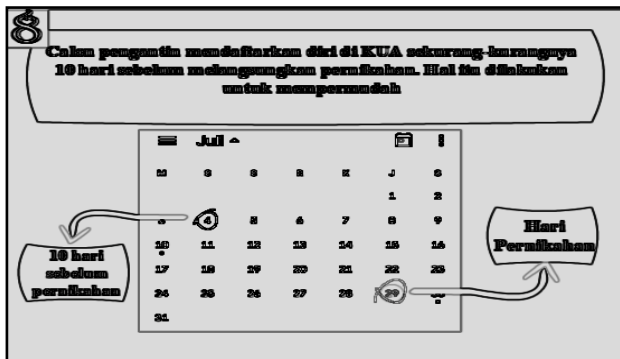 8
Calon pengantin mendaftarkan diri di KUA sekurang-kurangnya
10 hari sebelum melangsungkan pernikahan. Hal itu dilakukan
untuk mempermudah
Juli
M S S R K J S
1 2
3 4 5 6 7 8 9
10 11 12 13 14 15 16
17 18 19 20 21 22 23
24 25 26 27 28 29 30
31
10 hari
sebelum
pernikahan
Hari
Pernikahan